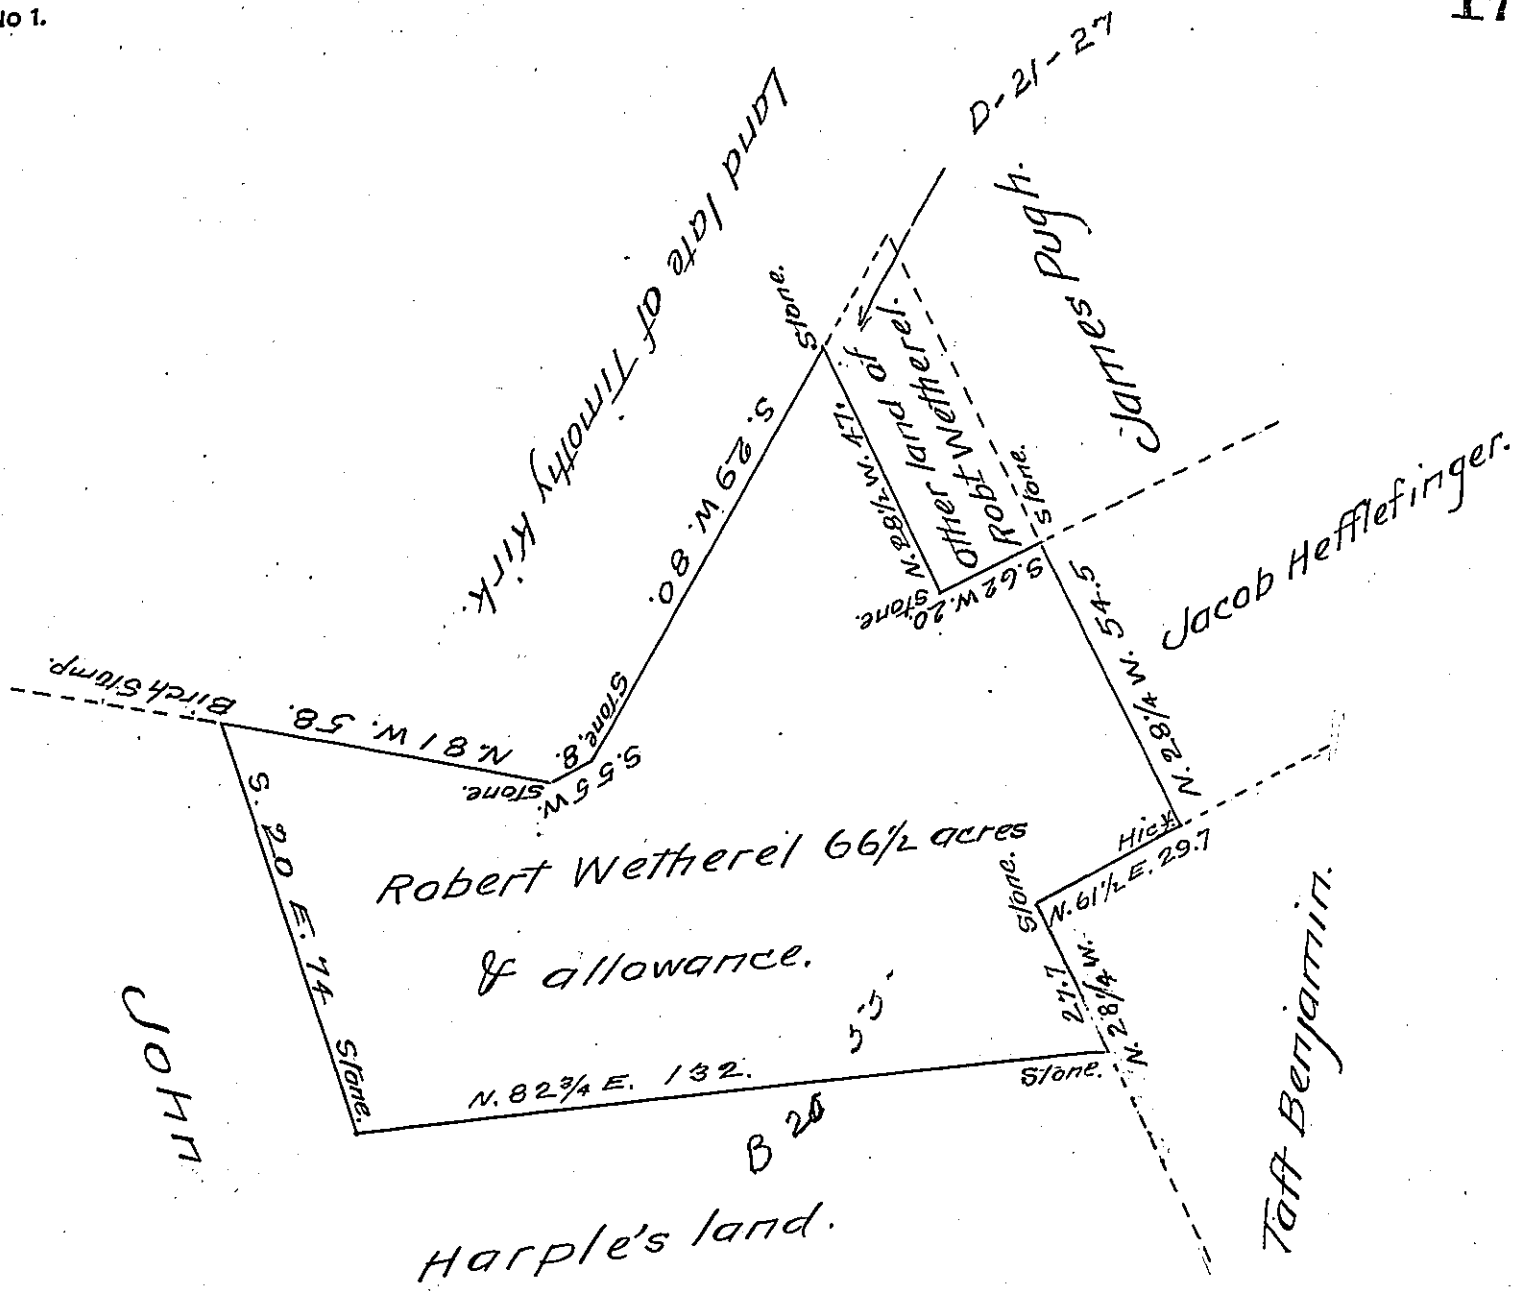 No 1.
17
D-21-27
Land late of Timothy Kirk.
James Pugh.
Stone.
Other land of
Robt Wetherel.
S. 29 W. 80.
N. 28½ W. 47.
Stone.
S. 62 W. 20.
Stone.
N. 28¼ W. 54.5
Jacob Hefflefinger.
Birch Stump.
N. 81 W. 58.
Stone.
Stone, 8.
S. 55 W.
S. 20 E. 74
Robert Wetherel 66½ acres
& allowance.
Hick
N. 61½ E. 29.7
Stone.
27.7
N. 28¼ W.
Stone.
N. 82¾ E. 132.
Stone.
John
Harple's land.
Taft Benjamin.